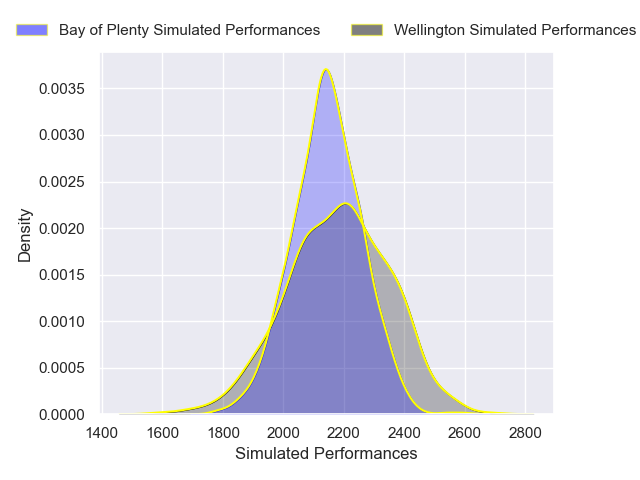 Bay of Plenty Simulated Performances Wellington Simulated Performances
0.0035
0.0030
0.0025
0.0020
0.0015
0.0010
0.0005
0.0000
Density
1400 1600 1800 2000 2200 2400 2600 2800
Simulated Performances